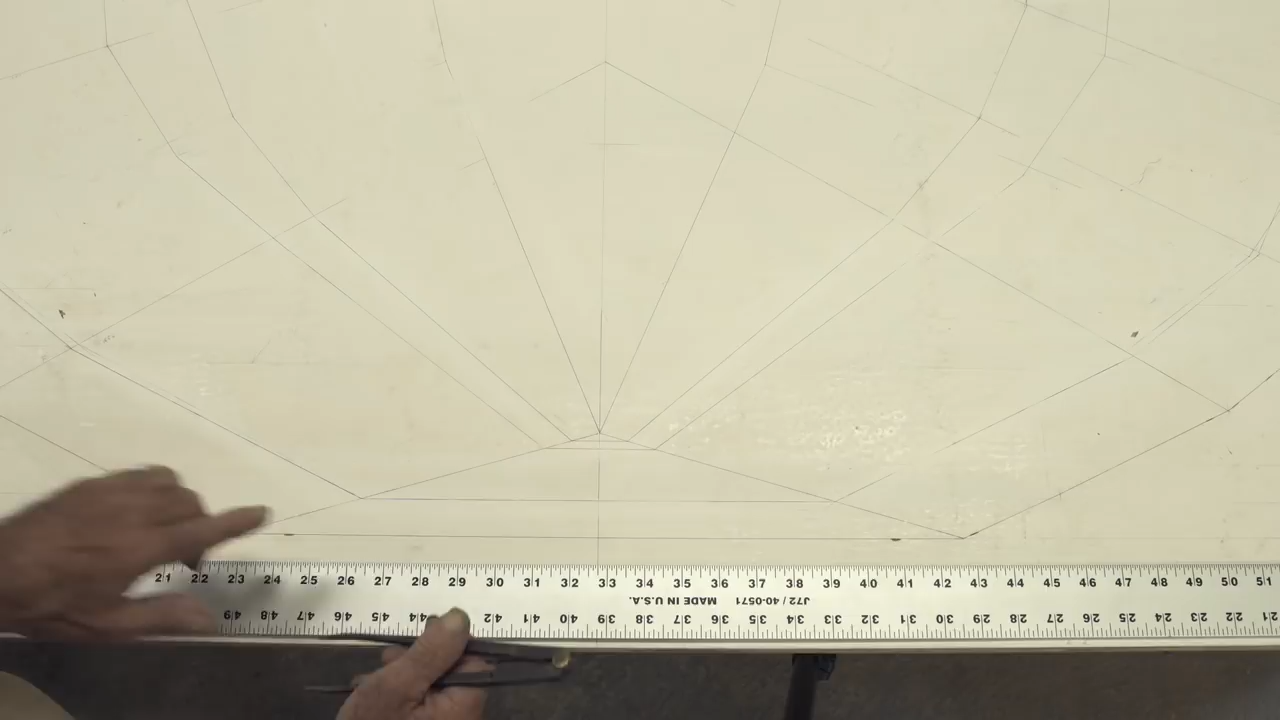 21 22 23 24 25 26 27 28 29 30 31 32 33 34 35 36 37 38 39 40 41 42 43 44 45 46 47 48 49 50 51
J72 / 40-0571 MADE IN U.S.A.
49 48 47 46 45 44 42 40 41 39 38 37 36 35 34 33 32 31 30 29 28 27 26 25 24 23 22 21